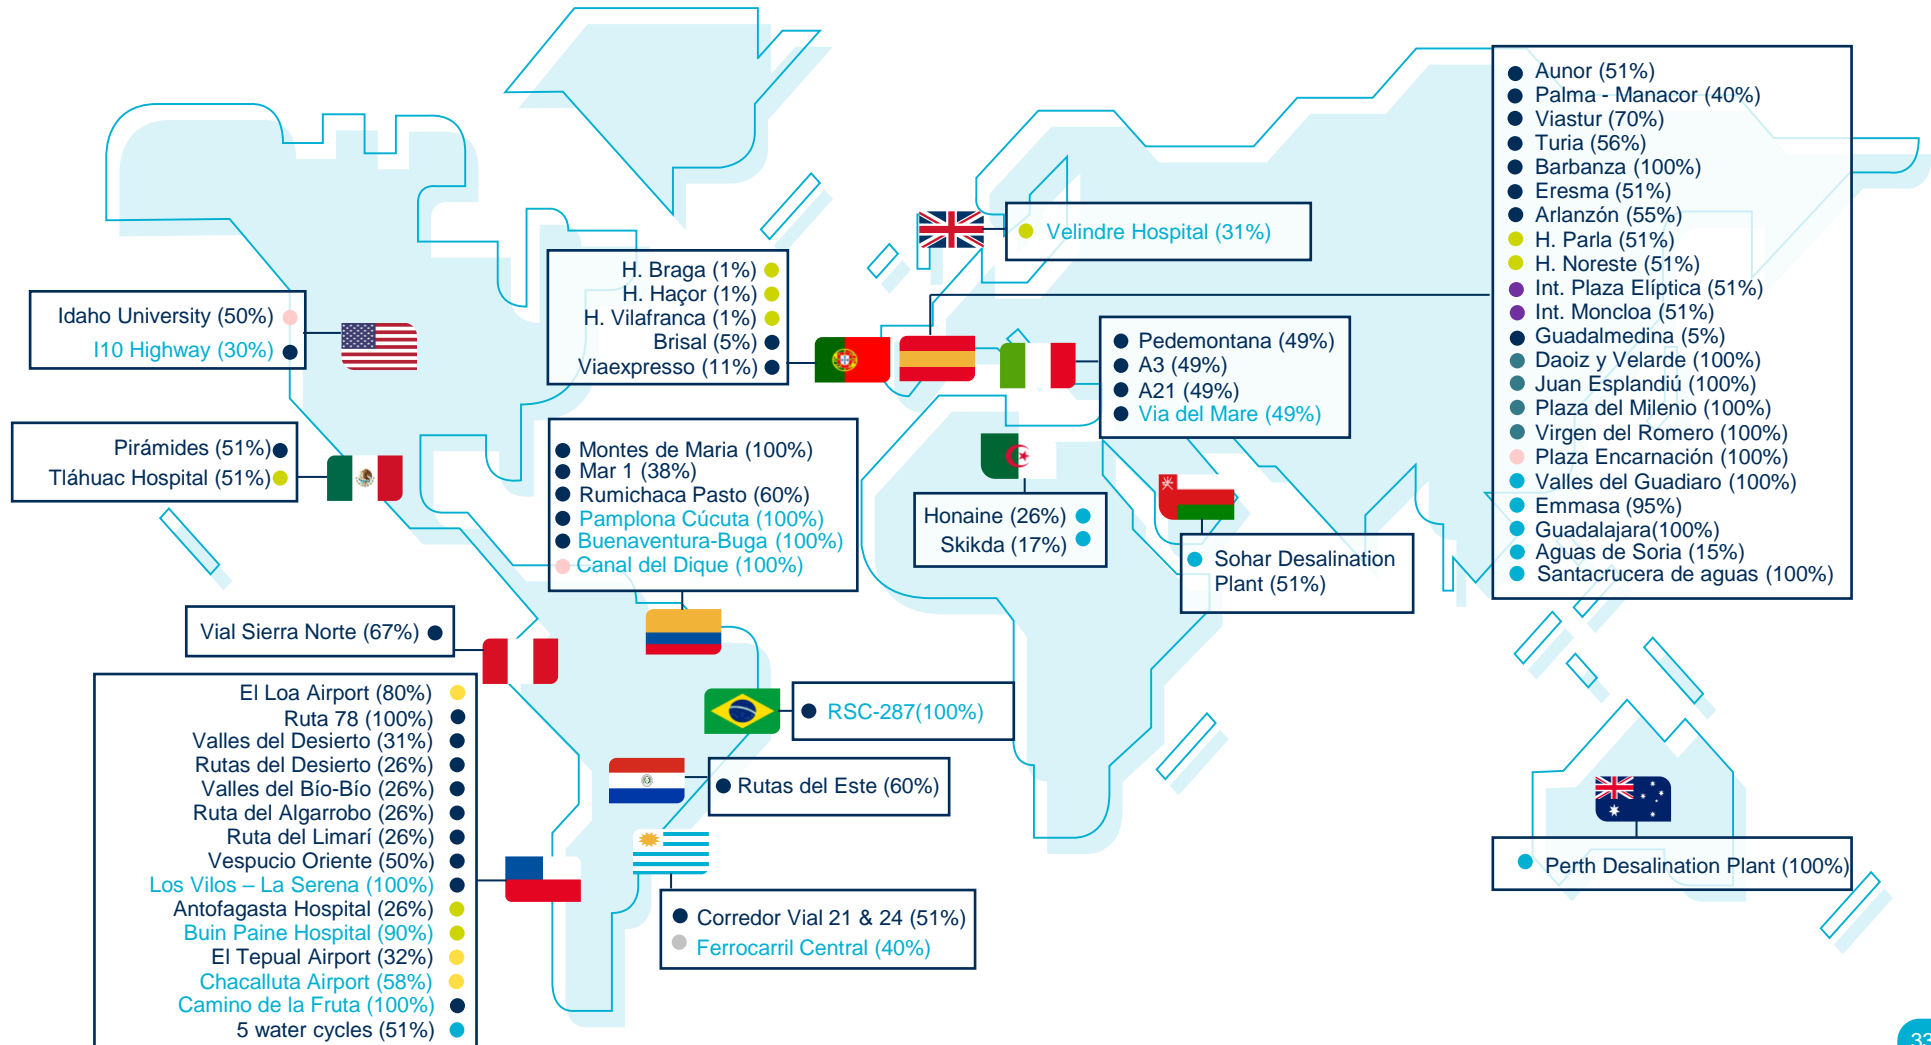 Idaho University (50%)
I10 Highway (30%)
Pirámides (51%)
Tláhuac Hospital (51%)
H. Braga (1%)
H. Haçor (1%)
H. Vilafranca (1%)
Brisal (5%)
Viaexpresso (11%)
Velindre Hospital (31%)
Pedemontana (49%)
A3 (49%)
A21 (49%)
Via del Mare (49%)
Aunor (51%)
Palma - Manacor (40%)
Viastur (70%)
Turia (56%)
Barbanza (100%)
Eresma (51%)
Arlanzón (55%)
H. Parla (51%)
H. Noreste (51%)
Int. Plaza Elíptica (51%)
Int. Moncloa (51%)
Guadalmedina (5%)
Daoiz y Velarde (100%)
Juan Esplandiú (100%)
Plaza del Milenio (100%)
Virgen del Romero (100%)
Plaza Encarnación (100%)
Valles del Guadiaro (100%)
Emmasa (95%)
Guadalajara(100%)
Aguas de Soria (15%)
Santacrucera de aguas (100%)
Montes de Maria (100%)
Mar 1 (38%)
Rumichaca Pasto (60%)
Pamplona Cúcuta (100%)
Buenaventura-Buga (100%)
Canal del Dique (100%)
Honaine (26%)
Skikda (17%)
Sohar Desalination
Plant (51%)
Vial Sierra Norte (67%)
El Loa Airport (80%)
Ruta 78 (100%)
Valles del Desierto (31%)
Rutas del Desierto (26%)
Valles del Bío-Bío (26%)
Ruta del Algarrobo (26%)
Ruta del Limarí (26%)
Vespucio Oriente (50%)
Los Vilos – La Serena (100%)
Antofagasta Hospital (26%)
Buin Paine Hospital (90%)
El Tepual Airport (32%)
Chacalluta Airport (58%)
Camino de la Fruta (100%)
5 water cycles (51%)
RSC-287(100%)
Rutas del Este (60%)
Corredor Vial 21 & 24 (51%)
Ferrocarril Central (40%)
Perth Desalination Plant (100%)
33